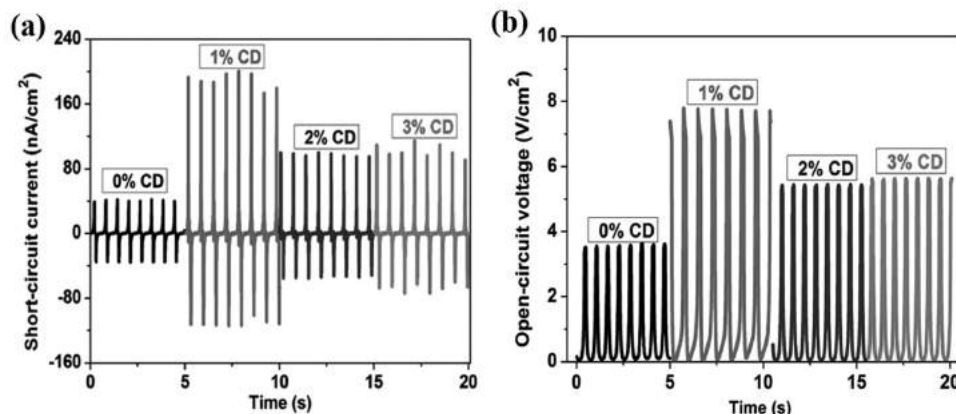 (a)
Short-circuit current (nA/cm²)
240
160
80
0
-80
-160
0% CD
1% CD
2% CD
3% CD
0 5 10 15 20
Time (s)
(b)
Open-circuit voltage (V/cm²)
10
8
6
4
2
0
0% CD
1% CD
2% CD
3% CD
0 5 10 15 20
Time (s)